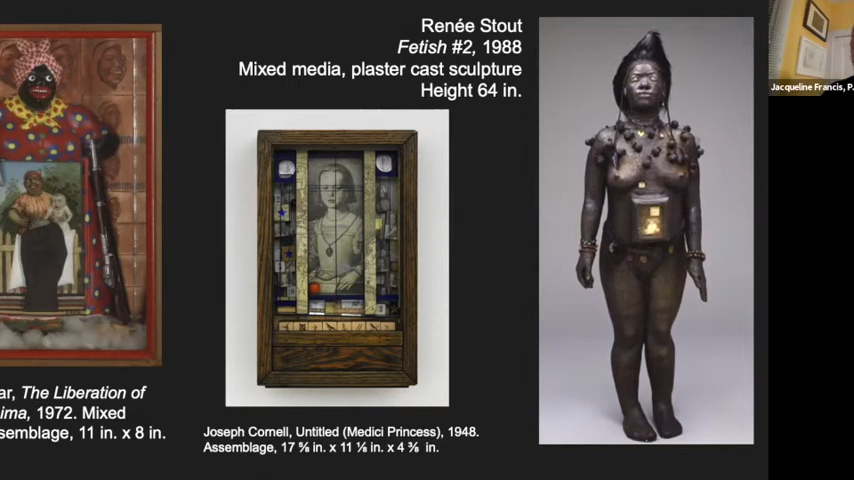 ar, The Liberation of
ima, 1972. Mixed
semblage, 11 in. x 8 in.
Joseph Cornell, Untitled (Medici Princess), 1948.
Assemblage, 17 ⅝ in. x 11 ⅛ in. x 4 ⅜ in.
Renée Stout
Fetish #2, 1988
Mixed media, plaster cast sculpture
Height 64 in.
Jacqueline Francis, P